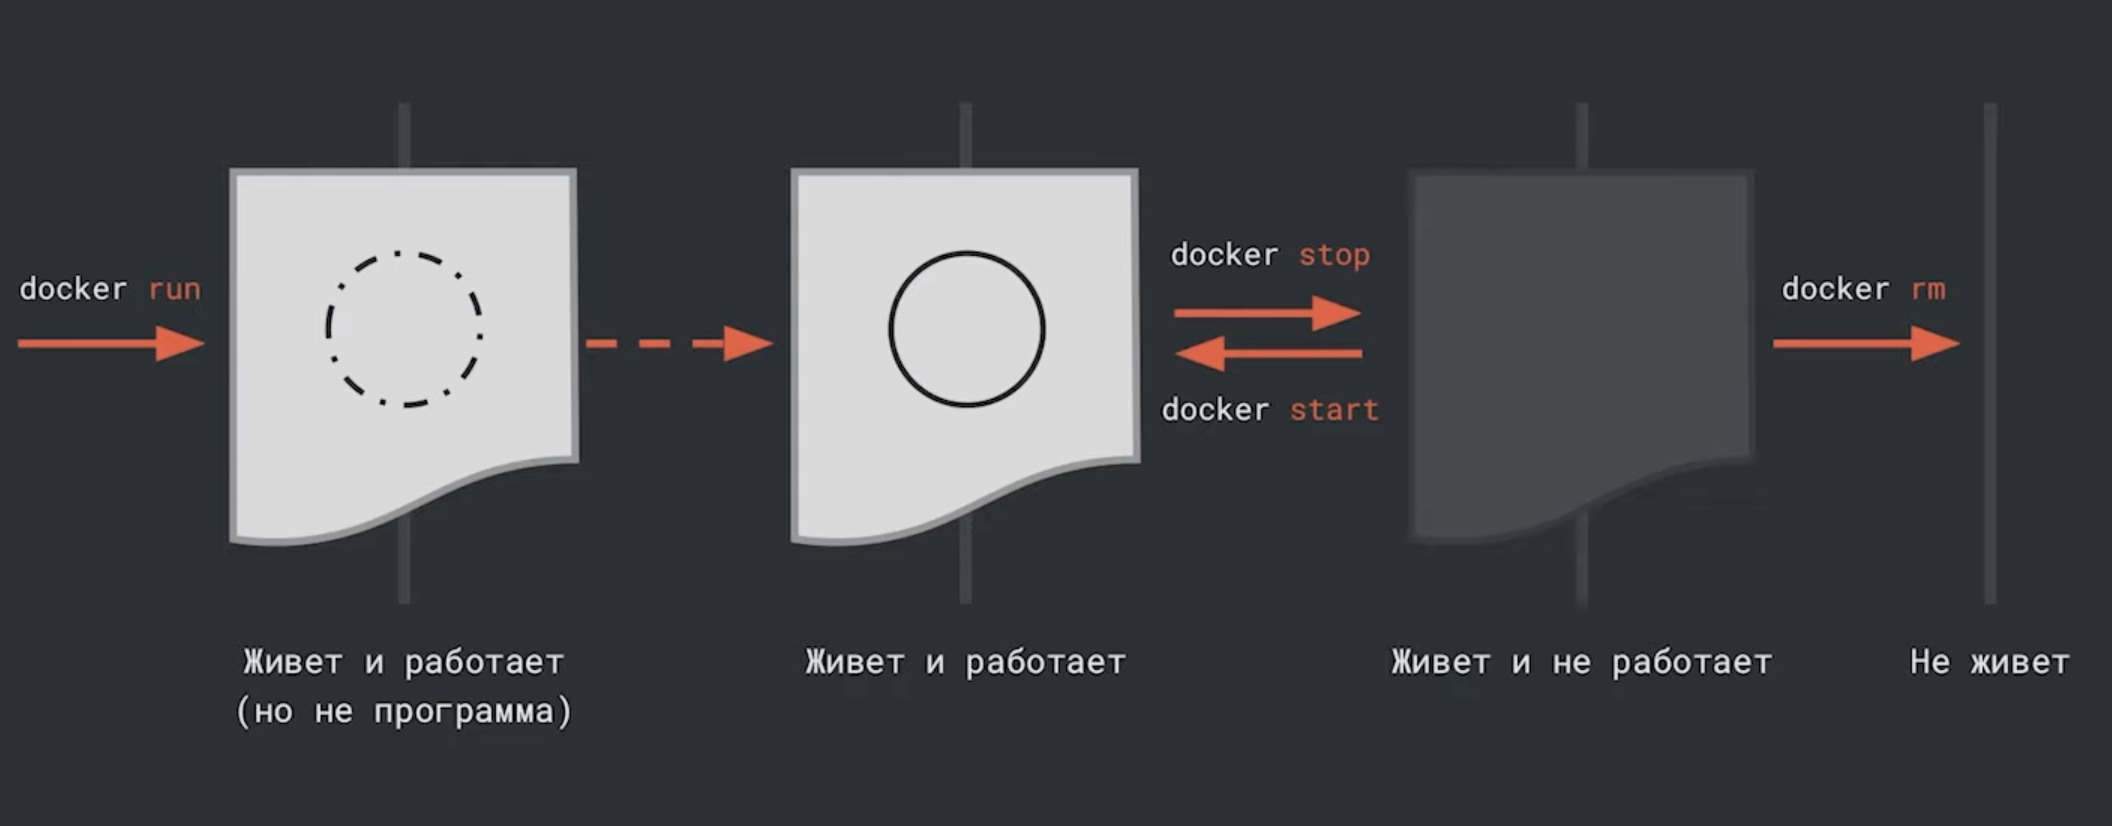 docker run
docker stop
docker start
docker rm
Живет и работает
(но не программа)
Живет и работает
Живет и не работает
Не живет